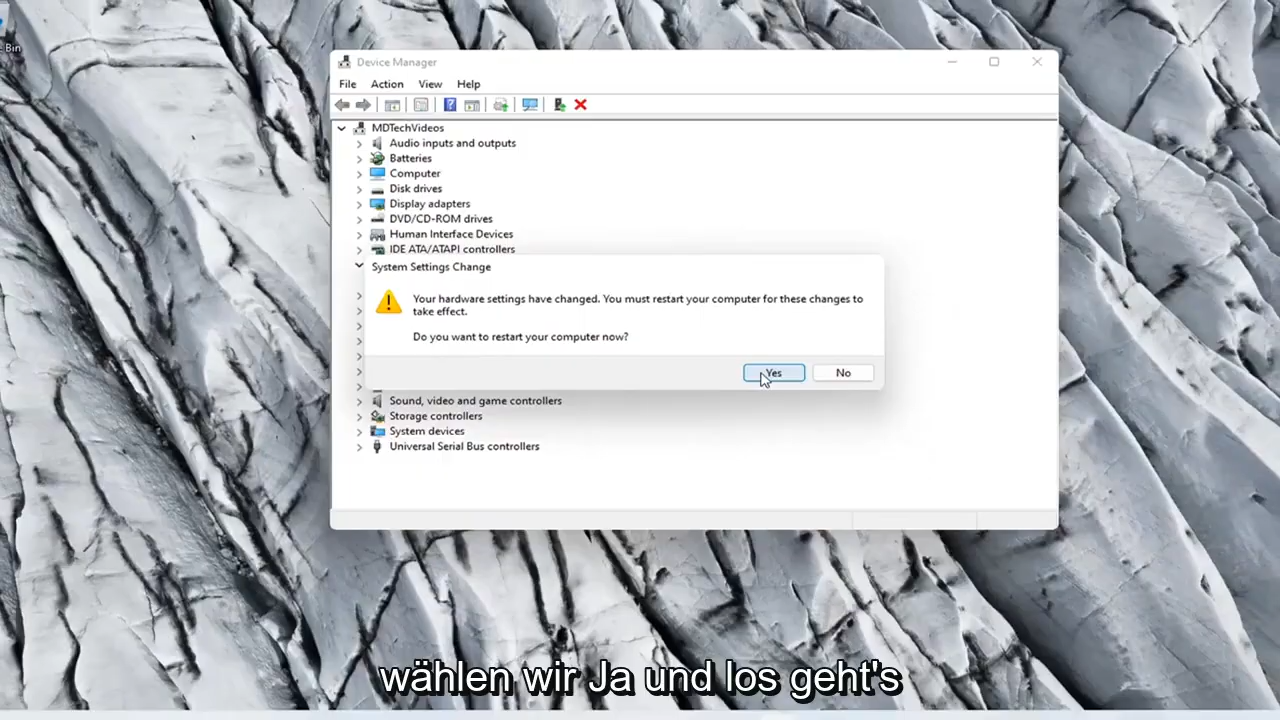 Bin
Device Manager
File Action View Help
MDTechVideos
Audio inputs and outputs
Batteries
Computer
Disk drives
Display adapters
DVD/CD-ROM drives
Human Interface Devices
IDE ATA/ATAPI controllers
System Settings Change
Your hardware settings have changed. You must restart your computer for these changes to
take effect.
Do you want to restart your computer now?
Yes No
Sound, video and game controllers
Storage controllers
System devices
Universal Serial Bus controllers
wählen wir Ja und los geht's